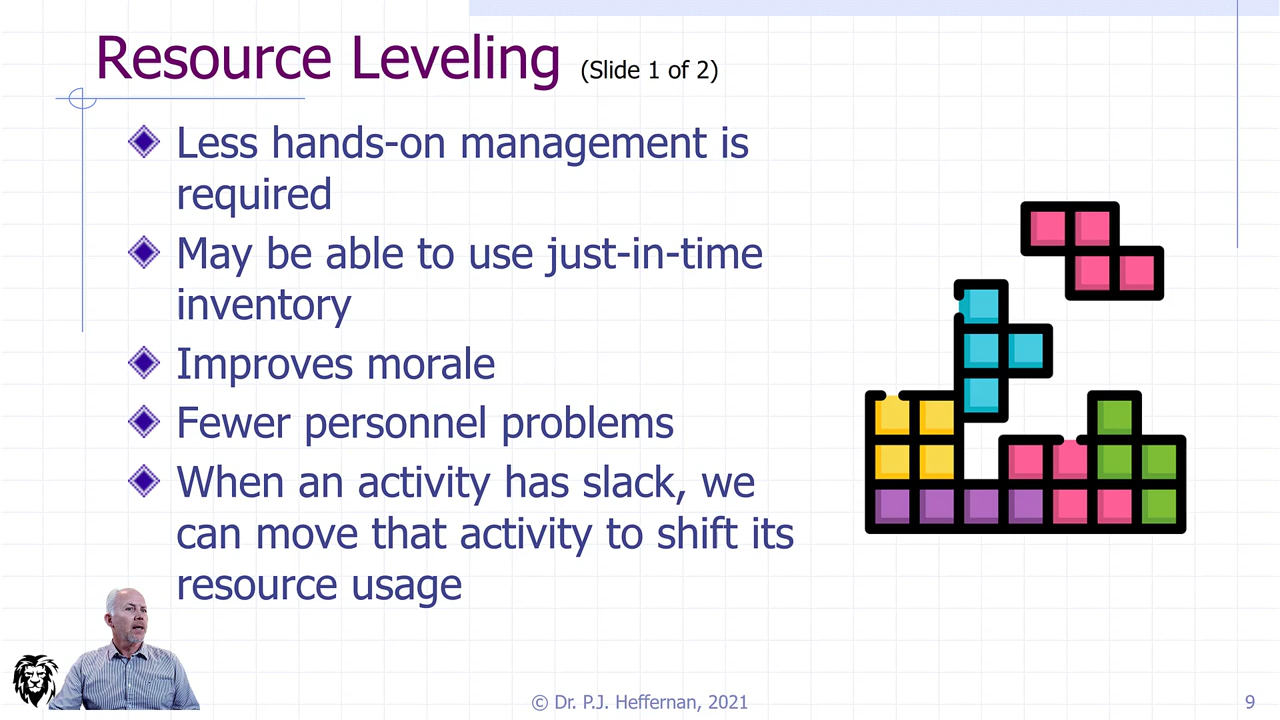 Resource Leveling (Slide 1 of 2)
Less hands-on management is
required
May be able to use just-in-time
inventory
Improves morale
Fewer personnel problems
When an activity has slack, we
can move that activity to shift its
resource usage
© Dr. P.J. Heffernan, 2021
9